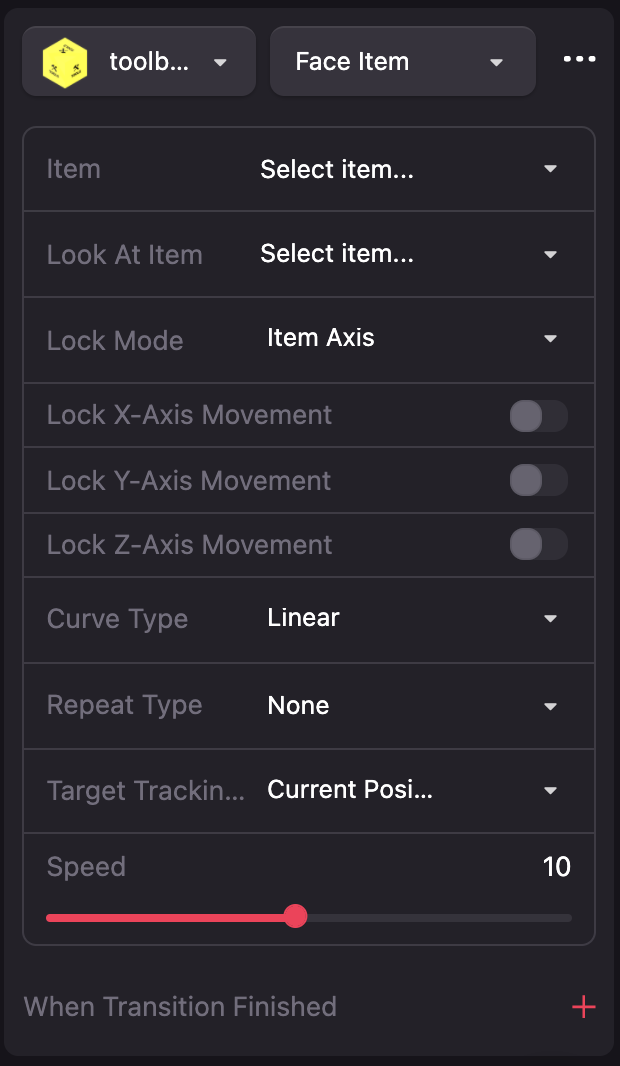 toolb...
Face Item
Item
Select item...
Look At Item
Select item...
Lock Mode
Item Axis
Lock X-Axis Movement
Lock Y-Axis Movement
Lock Z-Axis Movement
Curve Type
Linear
Repeat Type
None
Target Trackin...
Current Posi...
Speed
10
When Transition Finished